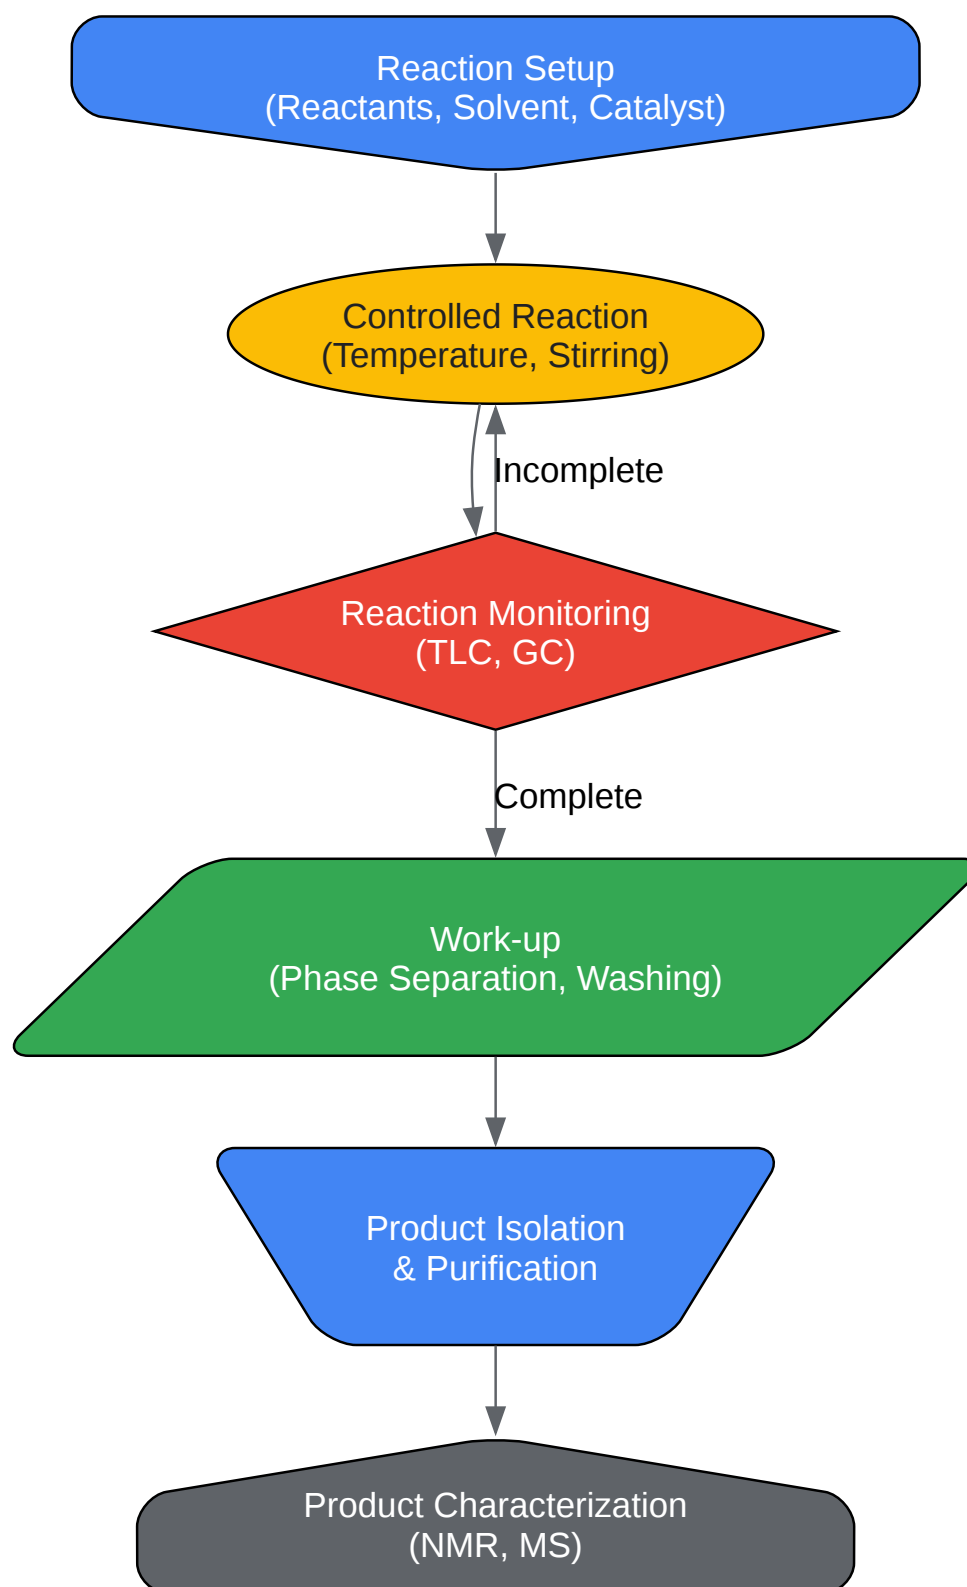 Reaction Setup
(Reactants, Solvent, Catalyst)
Controlled Reaction
(Temperature, Stirring)
Incomplete
Reaction Monitoring
(TLC, GC)
Complete
Work-up
(Phase Separation, Washing)
Product Isolation
& Purification
Product Characterization
(NMR, MS)